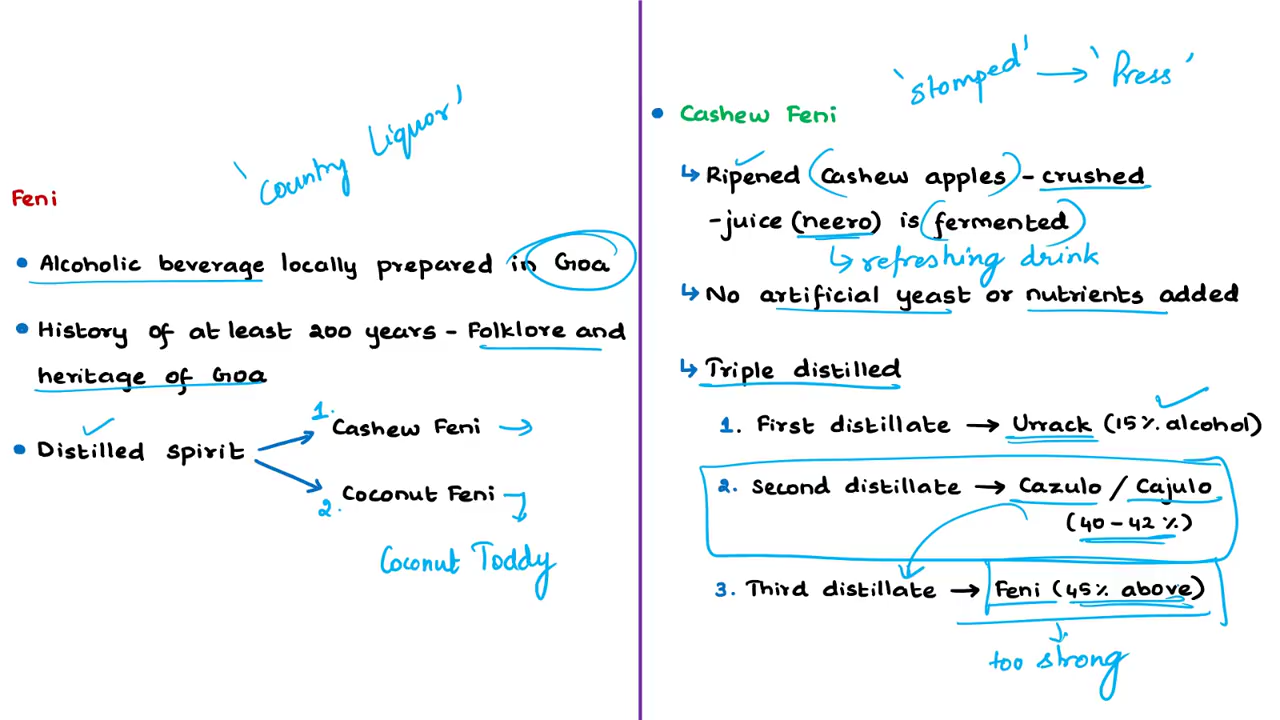 'Country Liquor'
Feni
• Alcoholic beverage locally prepared in Goa
• History of at least 200 years - Folklore and
heritage of Goa
• Distilled spirit
1. Cashew Feni →
2. Coconut Feni
Coconut Toddy
'stomped' → 'Press'
• Cashew Feni
↳ Ripened (Cashew apples) - crushed
- juice (neero) is (fermented)
↳ refreshing drink
↳ No artificial yeast or nutrients added
↳ Triple distilled
1. First distillate → Urrack (15% alcohol)
2. Second distillate → Cazulo / Cajulo
(40 - 42 %)
3. Third distillate → Feni (45% above)
too strong